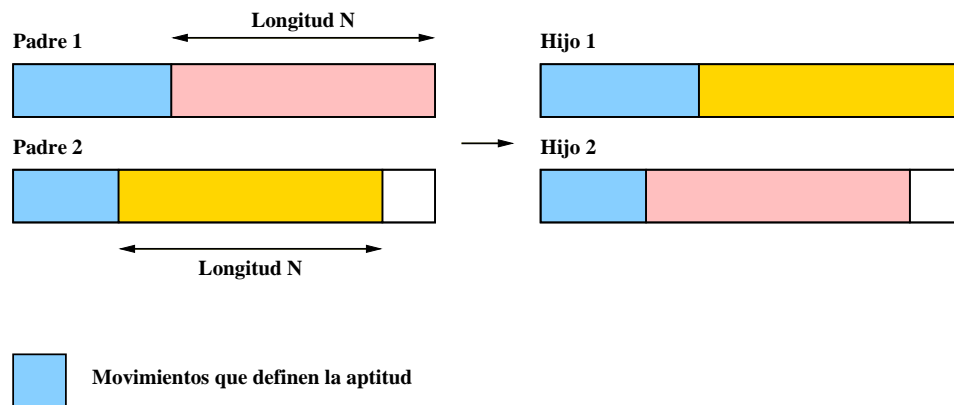 Longitud N
Padre 1
Hijo 1
Padre 2
Hijo 2
Longitud N
Movimientos que definen la aptitud